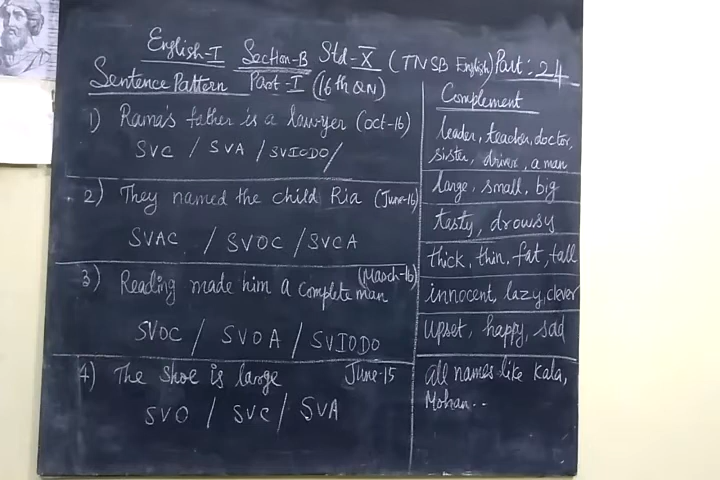 English-I Section-B Std-X (TNSB English) Part: 24
Sentence Pattern Part-I (16th QN)
1) Rama's father is a lawyer (Oct-16)
SVC / SVA / SVIODO/
2) They named the child Ria (June-16)
SVAC / SVOC / SVCA
3) Reading made him a complete man (March-16)
SVOC / SVOA / SVIODO
4) The shoe is large June-15
SVO / SVC / SVA
Complement
leader, teacher, doctor,
sister, driver, a man
large, small, big
testy, drowsy
thick, thin, fat, tall
innocent, lazy, clever
upset, happy, sad
all names like Kala,
Mohan..